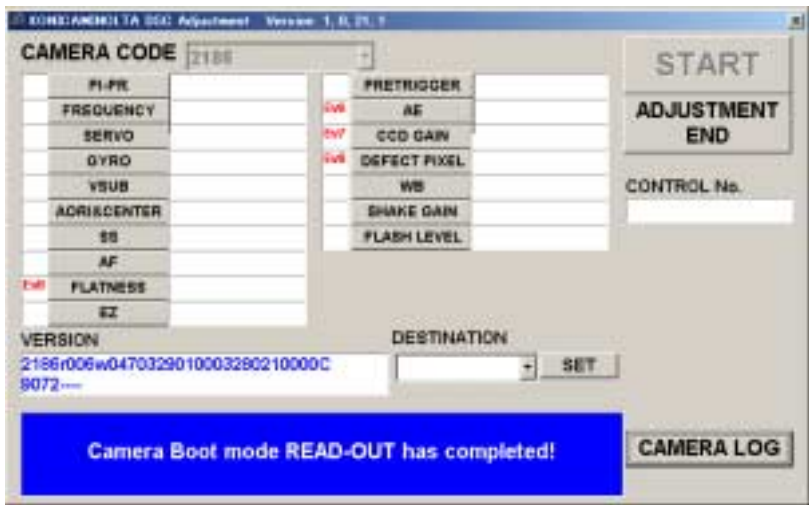 KONICAMINOLTA DSC Adjustment Version 1, 0, 21, 1
CAMERA CODE 2186
PI-PR
FREQUENCY
SERVO
GYRO
VSUB
AORI&CENTER
SS
AF
FLATNESS
EZ
PRETRIGGER
AE
CCD GAIN
DEFECT PIXEL
WB
SHAKE GAIN
FLASH LEVEL
START
ADJUSTMENT
END
CONTROL No.
VERSION
2186r006w0470329010003280210000C
9072----
DESTINATION
SET
Camera Boot mode READ-OUT has completed!
CAMERA LOG